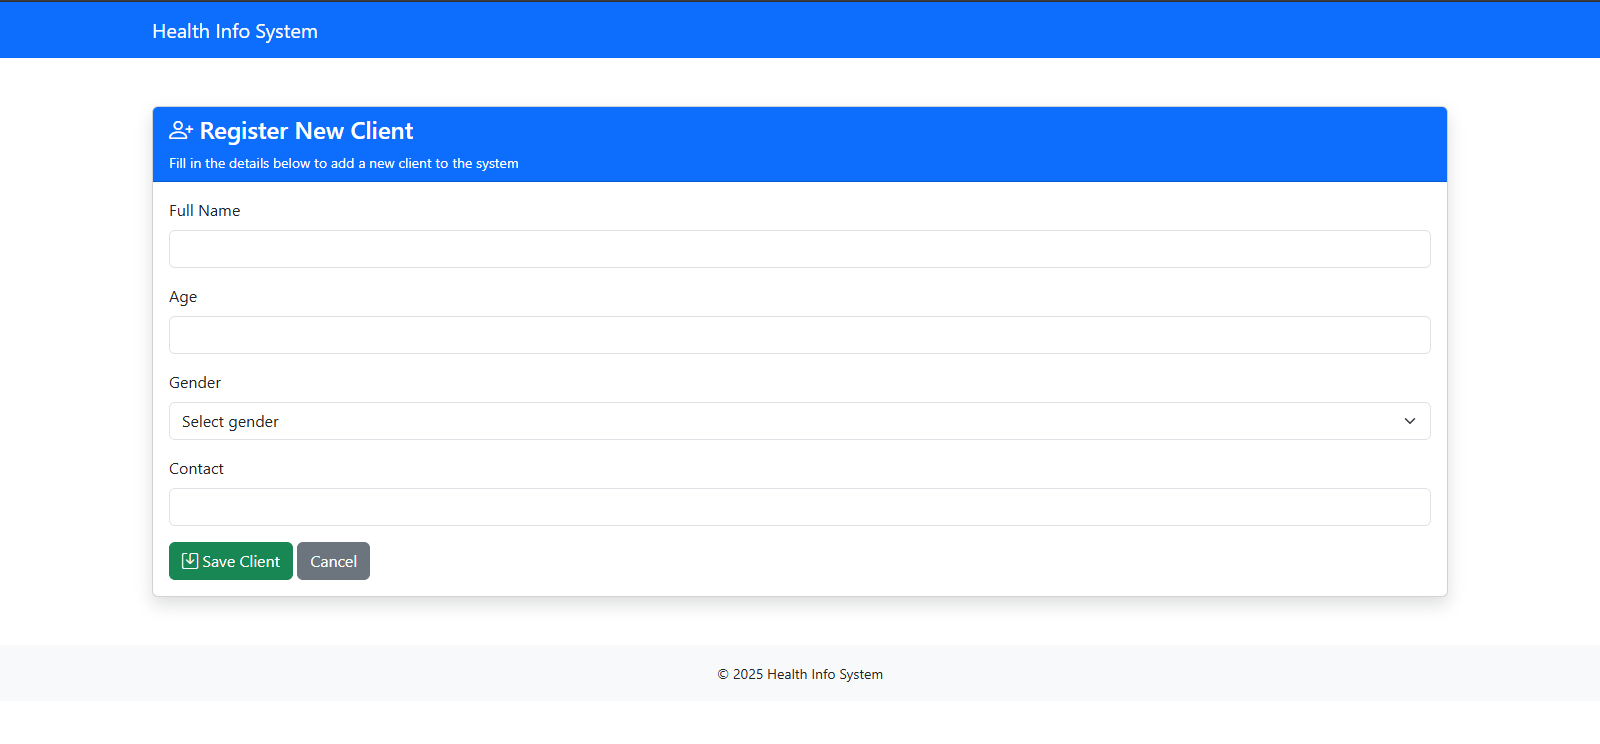 Health Info System
Register New Client
Fill in the details below to add a new client to the system
Full Name
Age
Gender
Select gender
Contact
Save Client Cancel
© 2025 Health Info System